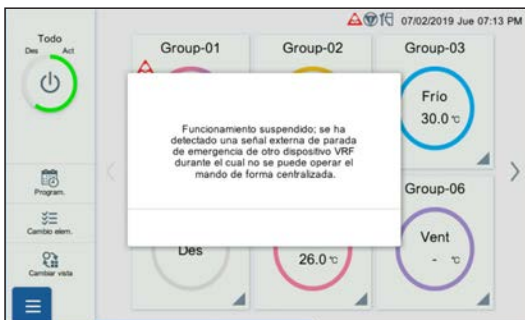 07/02/2019 Jue 07:13 PM
Todo
Des Act
Group-01
Group-02
Group-03
Frío
30.0 °C
Funcionamiento suspendido; se ha
detectado una señal externa de parada
de emergencia de otro dispositivo VRF
durante el cual no se puede operar el
mando de forma centralizada.
Program.
Cambio elem.
Cambiar vista
Group-06
Des
26.0 °C
Vent
- °C